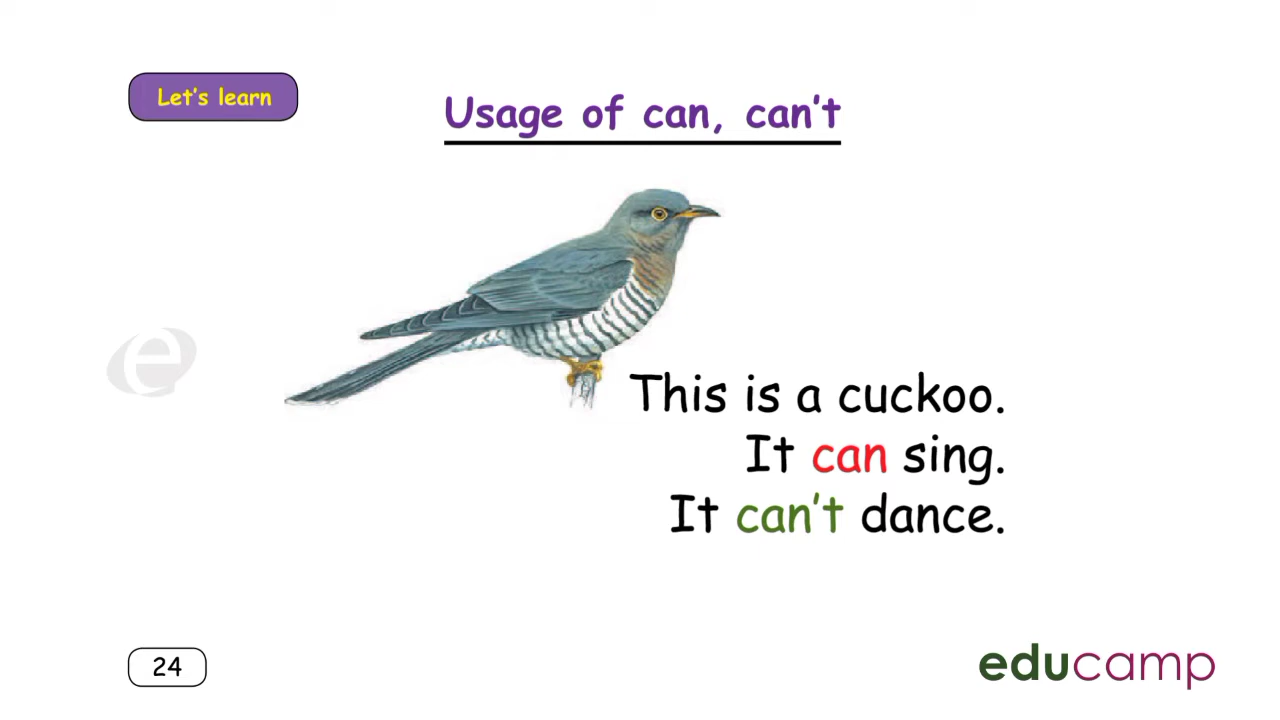 Let's learn
Usage of can, can't
This is a cuckoo.
It can sing.
It can't dance.
24
educamp